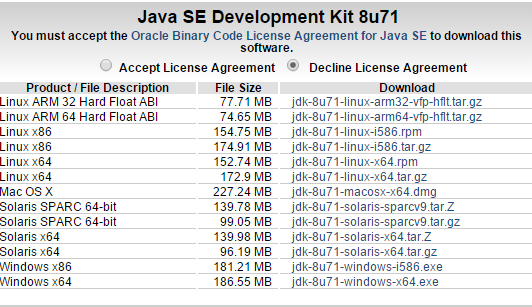 Java SE Development Kit 8u71
You must accept the Oracle Binary Code License Agreement for Java SE to download this
software.
Accept License Agreement Decline License Agreement
Product / File Description File Size Download
Linux ARM 32 Hard Float ABI 77.71 MB jdk-8u71-linux-arm32-vfp-hflt.tar.gz
Linux ARM 64 Hard Float ABI 74.65 MB jdk-8u71-linux-arm64-vfp-hflt.tar.gz
Linux x86 154.75 MB jdk-8u71-linux-i586.rpm
Linux x86 174.91 MB jdk-8u71-linux-i586.tar.gz
Linux x64 152.74 MB jdk-8u71-linux-x64.rpm
Linux x64 172.9 MB jdk-8u71-linux-x64.tar.gz
Mac OS X 227.24 MB jdk-8u71-macosx-x64.dmg
Solaris SPARC 64-bit 139.78 MB jdk-8u71-solaris-sparcv9.tar.Z
Solaris SPARC 64-bit 99.05 MB jdk-8u71-solaris-sparcv9.tar.gz
Solaris x64 139.98 MB jdk-8u71-solaris-x64.tar.Z
Solaris x64 96.19 MB jdk-8u71-solaris-x64.tar.gz
Windows x86 181.21 MB jdk-8u71-windows-i586.exe
Windows x64 186.55 MB jdk-8u71-windows-x64.exe